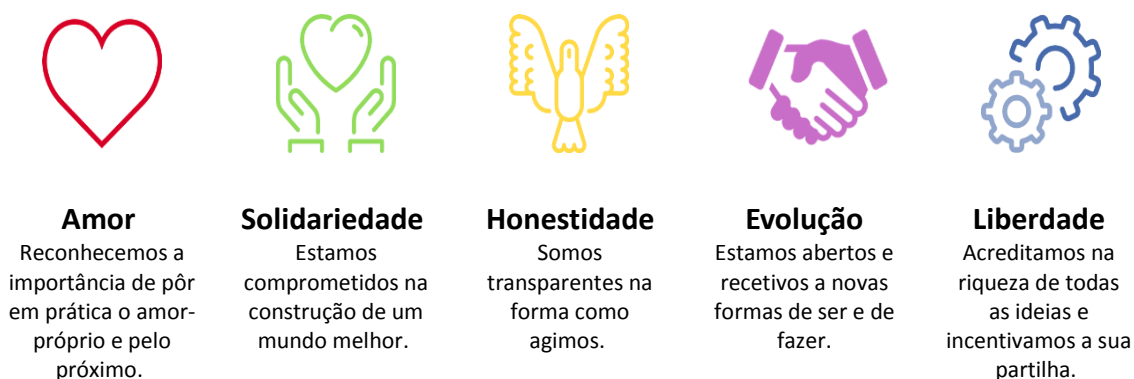 Amor
Reconhecemos a
importância de pôr
em prática o amor-
próprio e pelo
próximo.
Solidariedade
Estamos
comprometidos na
construção de um
mundo melhor.
Honestidade
Somos
transparentes na
forma como
agimos.
Evolução
Estamos abertos e
recetivos a novas
formas de ser e de
fazer.
Liberdade
Acreditamos na
riqueza de todas
as ideias e
incentivamos a sua
partilha.